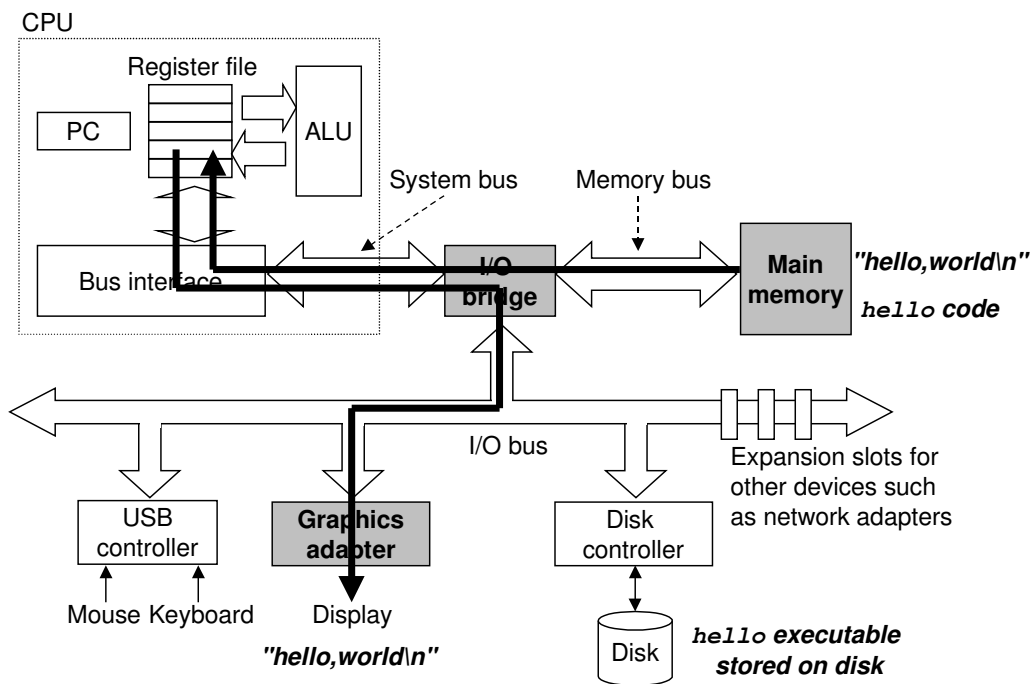 CPU
Register file
PC
ALU
System bus
Memory bus
Bus interface
I/O
bridge
Main
memory
"hello,world\n"
hello code
I/O bus
Expansion slots for
other devices such
as network adapters
USB
controller
Graphics
adapter
Disk
controller
Mouse Keyboard
Display
"hello,world\n"
Disk
hello executable
stored on disk